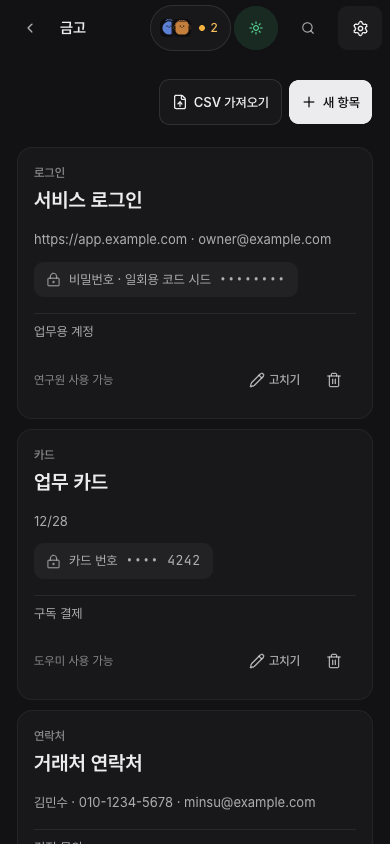 금고
2
CSV 가져오기
새 항목
로그인
서비스 로그인
https://app.example.com · owner@example.com
비밀번호 · 일회용 코드 시드 ••••••••
업무용 계정
연구원 사용 가능
고치기
카드
업무 카드
12/28
카드 번호 •••• 4242
구독 결제
도우미 사용 가능
고치기
연락처
거래처 연락처
김민수 · 010-1234-5678 · minsu@example.com